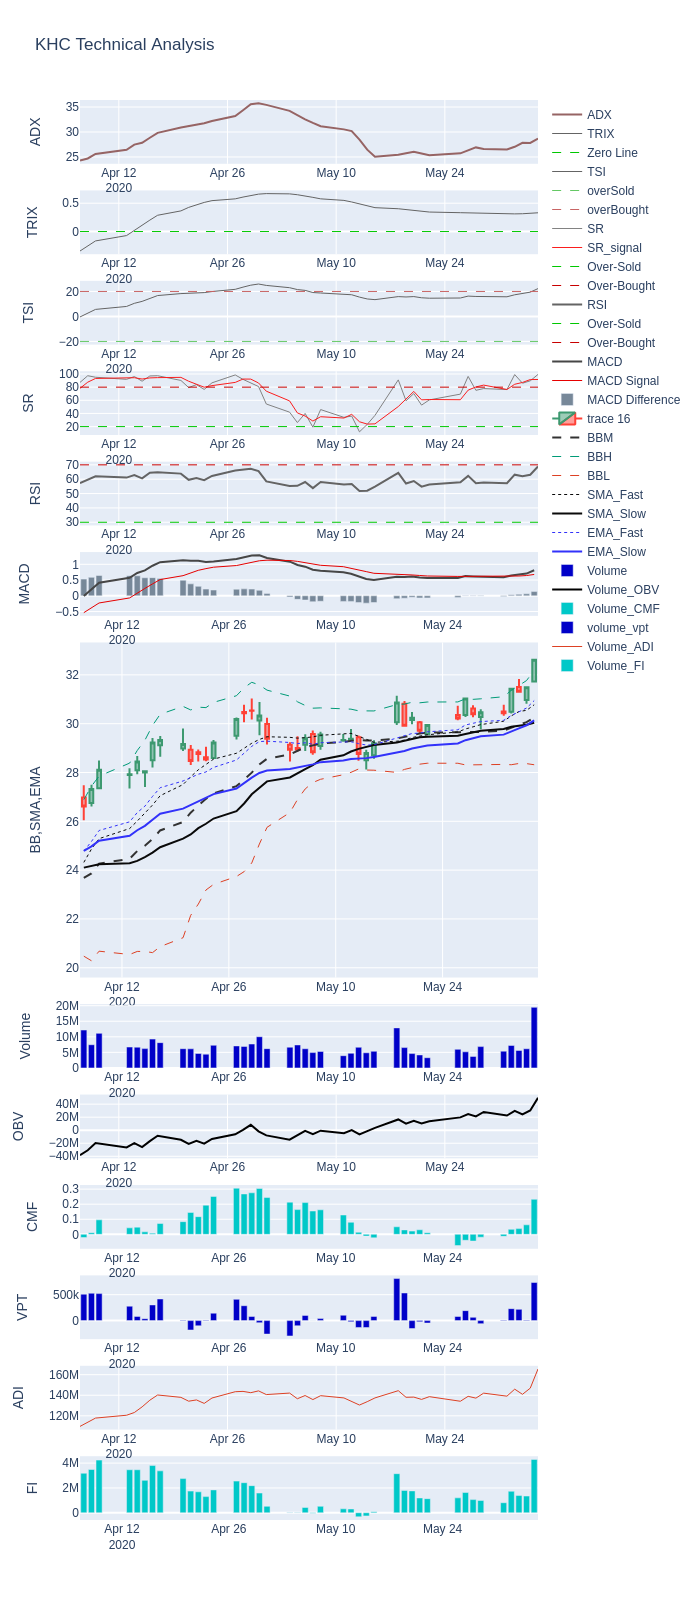 KHC Technical Analysis
ADX
35
30
25
Apr 12
2020
Apr 26
May 10
May 24
TRIX
0.5
0
Apr 12
2020
Apr 26
May 10
May 24
TSI
20
0
−20
Apr 12
2020
Apr 26
May 10
May 24
SR
100
80
60
40
20
Apr 12
2020
Apr 26
May 10
May 24
RSI
70
60
50
40
30
Apr 12
2020
Apr 26
May 10
May 24
MACD
1
0.5
0
−0.5
Apr 12
2020
Apr 26
May 10
May 24
BB,SMA,EMA
32
30
28
26
24
22
20
Apr 12
2020
Apr 26
May 10
May 24
Volume
20M
15M
10M
5M
0
Apr 12
2020
Apr 26
May 10
May 24
OBV
40M
20M
0
−20M
−40M
Apr 12
2020
Apr 26
May 10
May 24
CMF
0.3
0.2
0.1
0
Apr 12
2020
Apr 26
May 10
May 24
VPT
500k
0
Apr 12
2020
Apr 26
May 10
May 24
ADI
160M
140M
120M
Apr 12
2020
Apr 26
May 10
May 24
FI
4M
2M
0
Apr 12
2020
Apr 26
May 10
May 24
ADX
TRIX
Zero Line
TSI
overSold
overBought
SR
SR_signal
Over-Sold
Over-Bought
RSI
Over-Sold
Over-Bought
MACD
MACD Signal
MACD Difference
trace 16
BBM
BBH
BBL
SMA_Fast
SMA_Slow
EMA_Fast
EMA_Slow
Volume
Volume_OBV
Volume_CMF
volume_vpt
Volume_ADI
Volume_FI